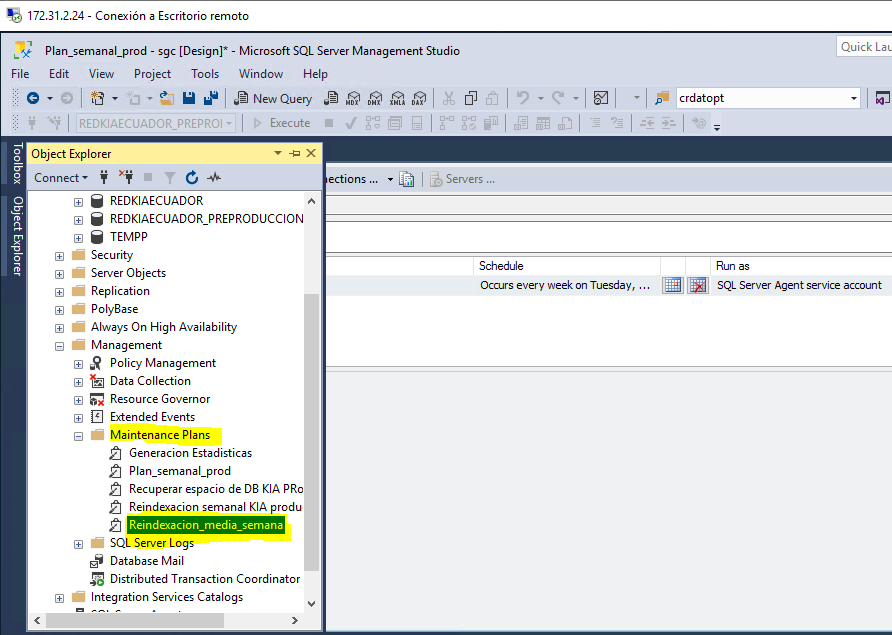 172.31.2.24 - Conexión a Escritorio remoto
Plan_semanal_prod - sgc [Design]* - Microsoft SQL Server Management Studio
Quick Lau
File Edit View Project Tools Window Help
New Query MDX DMX XMLA DAX crdatopt
REDKIAECUADOR_PREPROI Execute
Toolbox
Object Explorer
Object Explorer
Connect
nections ... Servers ...
REDKIAECUADOR
REDKIAECUADOR_PREPRODUCCION
TEMPP
Security
Server Objects
Replication
PolyBase
Always On High Availability
Management
Policy Management
Data Collection
Resource Governor
Extended Events
Maintenance Plans
Generacion Estadisticas
Plan_semanal_prod
Recuperar espacio de DB KIA PRo
Reindexacion semanal KIA produ
Reindexacion_media_semana
SQL Server Logs
Database Mail
Distributed Transaction Coordinator
Integration Services Catalogs
Schedule Run as
Occurs every week on Tuesday, ... SQL Server Agent service account